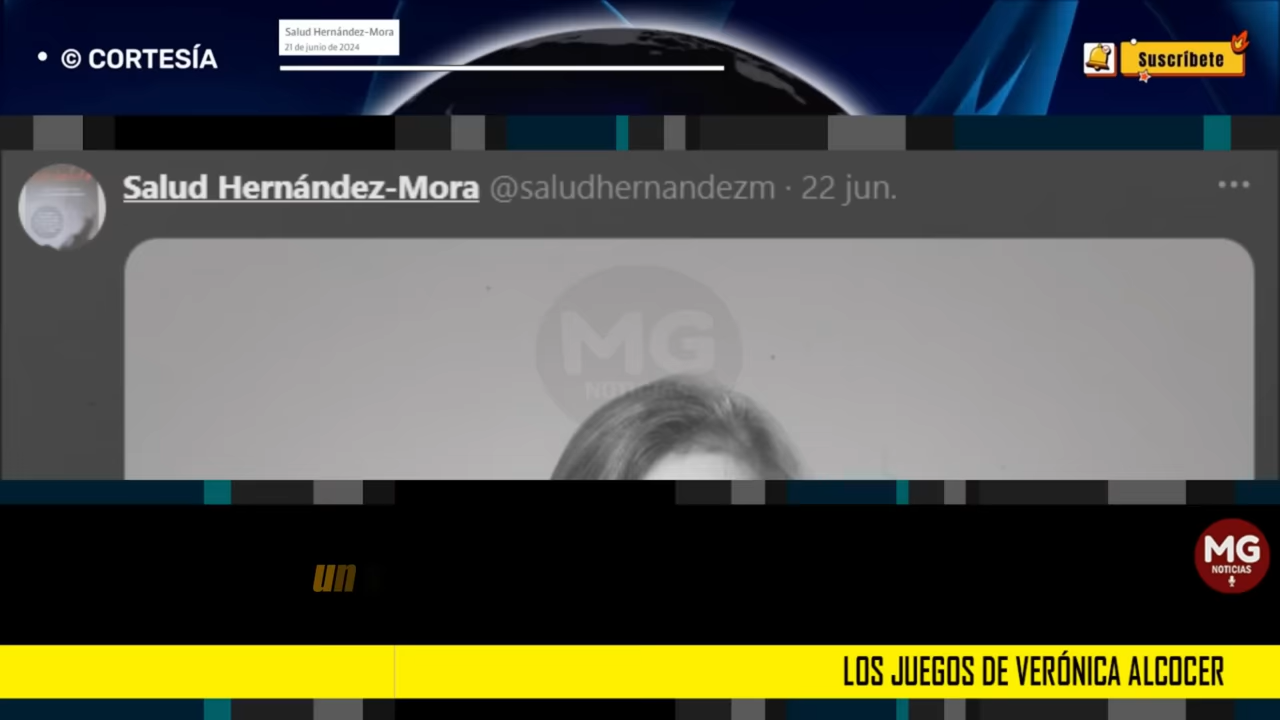 • © CORTESÍA
Salud Hernández-Mora
21 de junio de 2024
Suscríbete
Salud Hernández-Mora @saludhernandezm · 22 jun.
MG
NOTICIAS
un
MG
NOTICIAS
LOS JUEGOS DE VERÓNICA ALCOCER